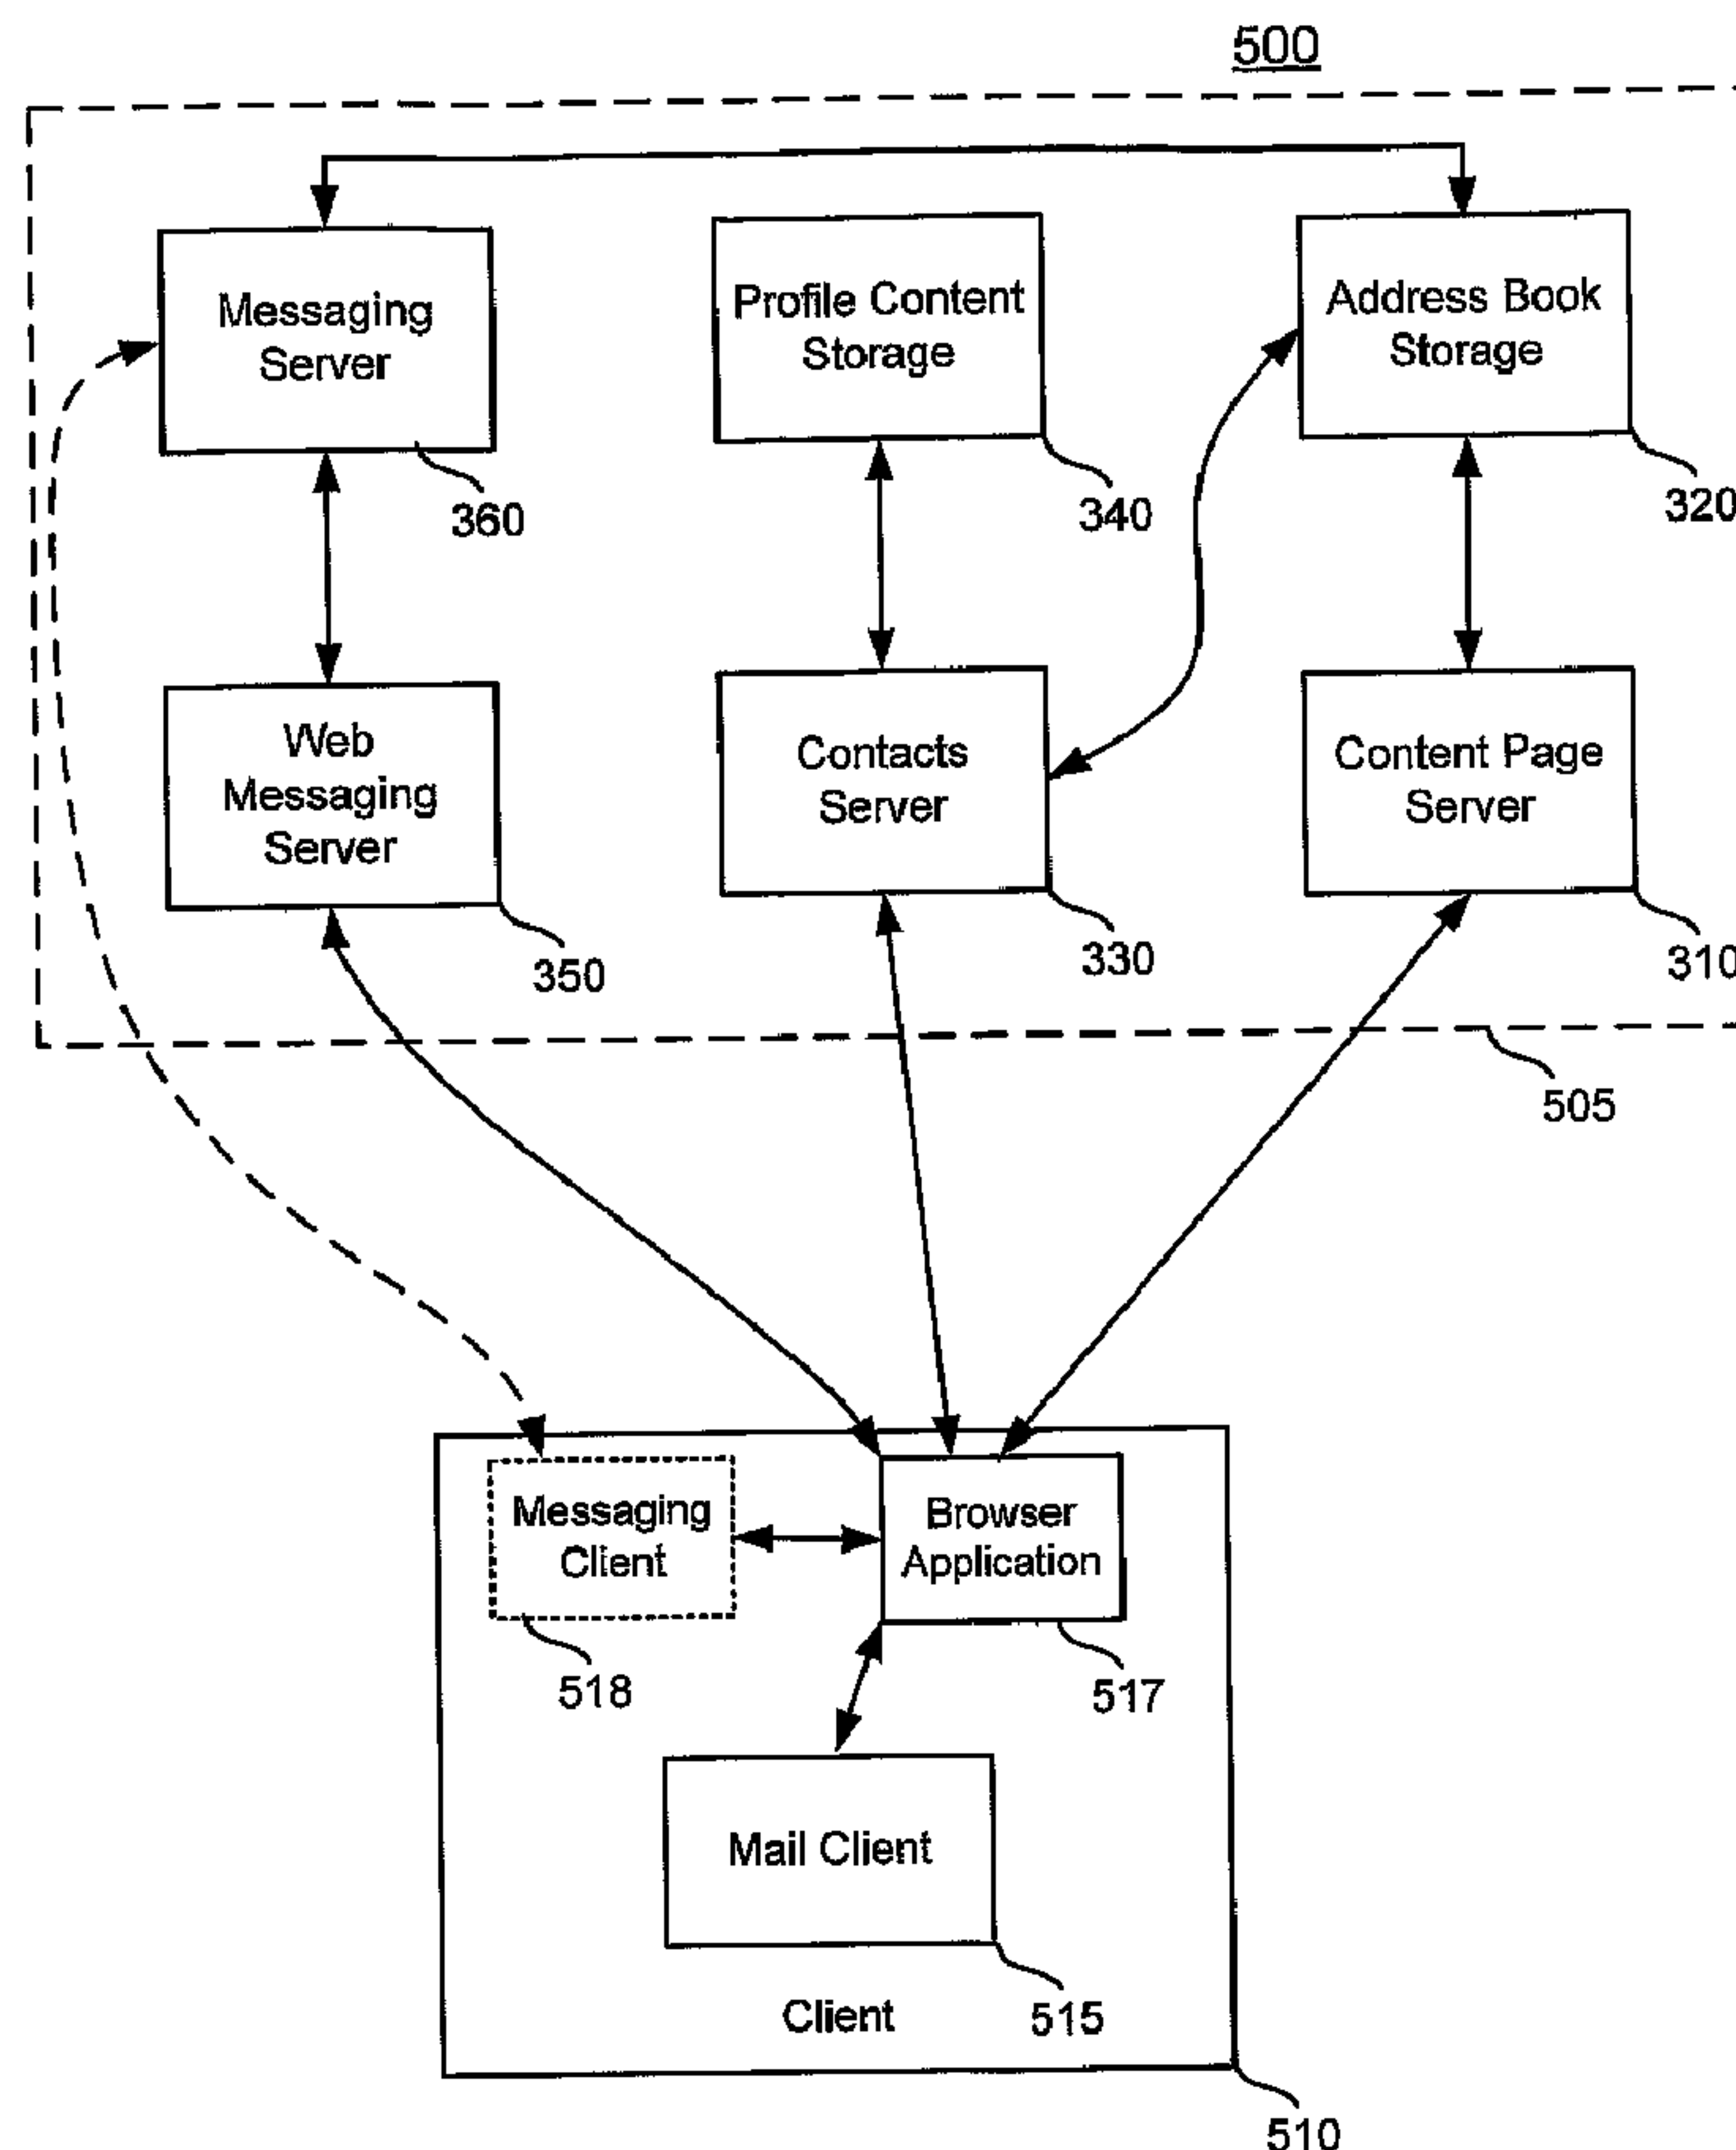 500
Messaging
Server
Profile Content
Storage
Address Book
Storage
360
340
320
Web
Messaging
Server
Contacts
Server
Content Page
Server
350
330
310
505
Messaging
Client
Browser
Application
518
517
Mail Client
Client
515
510